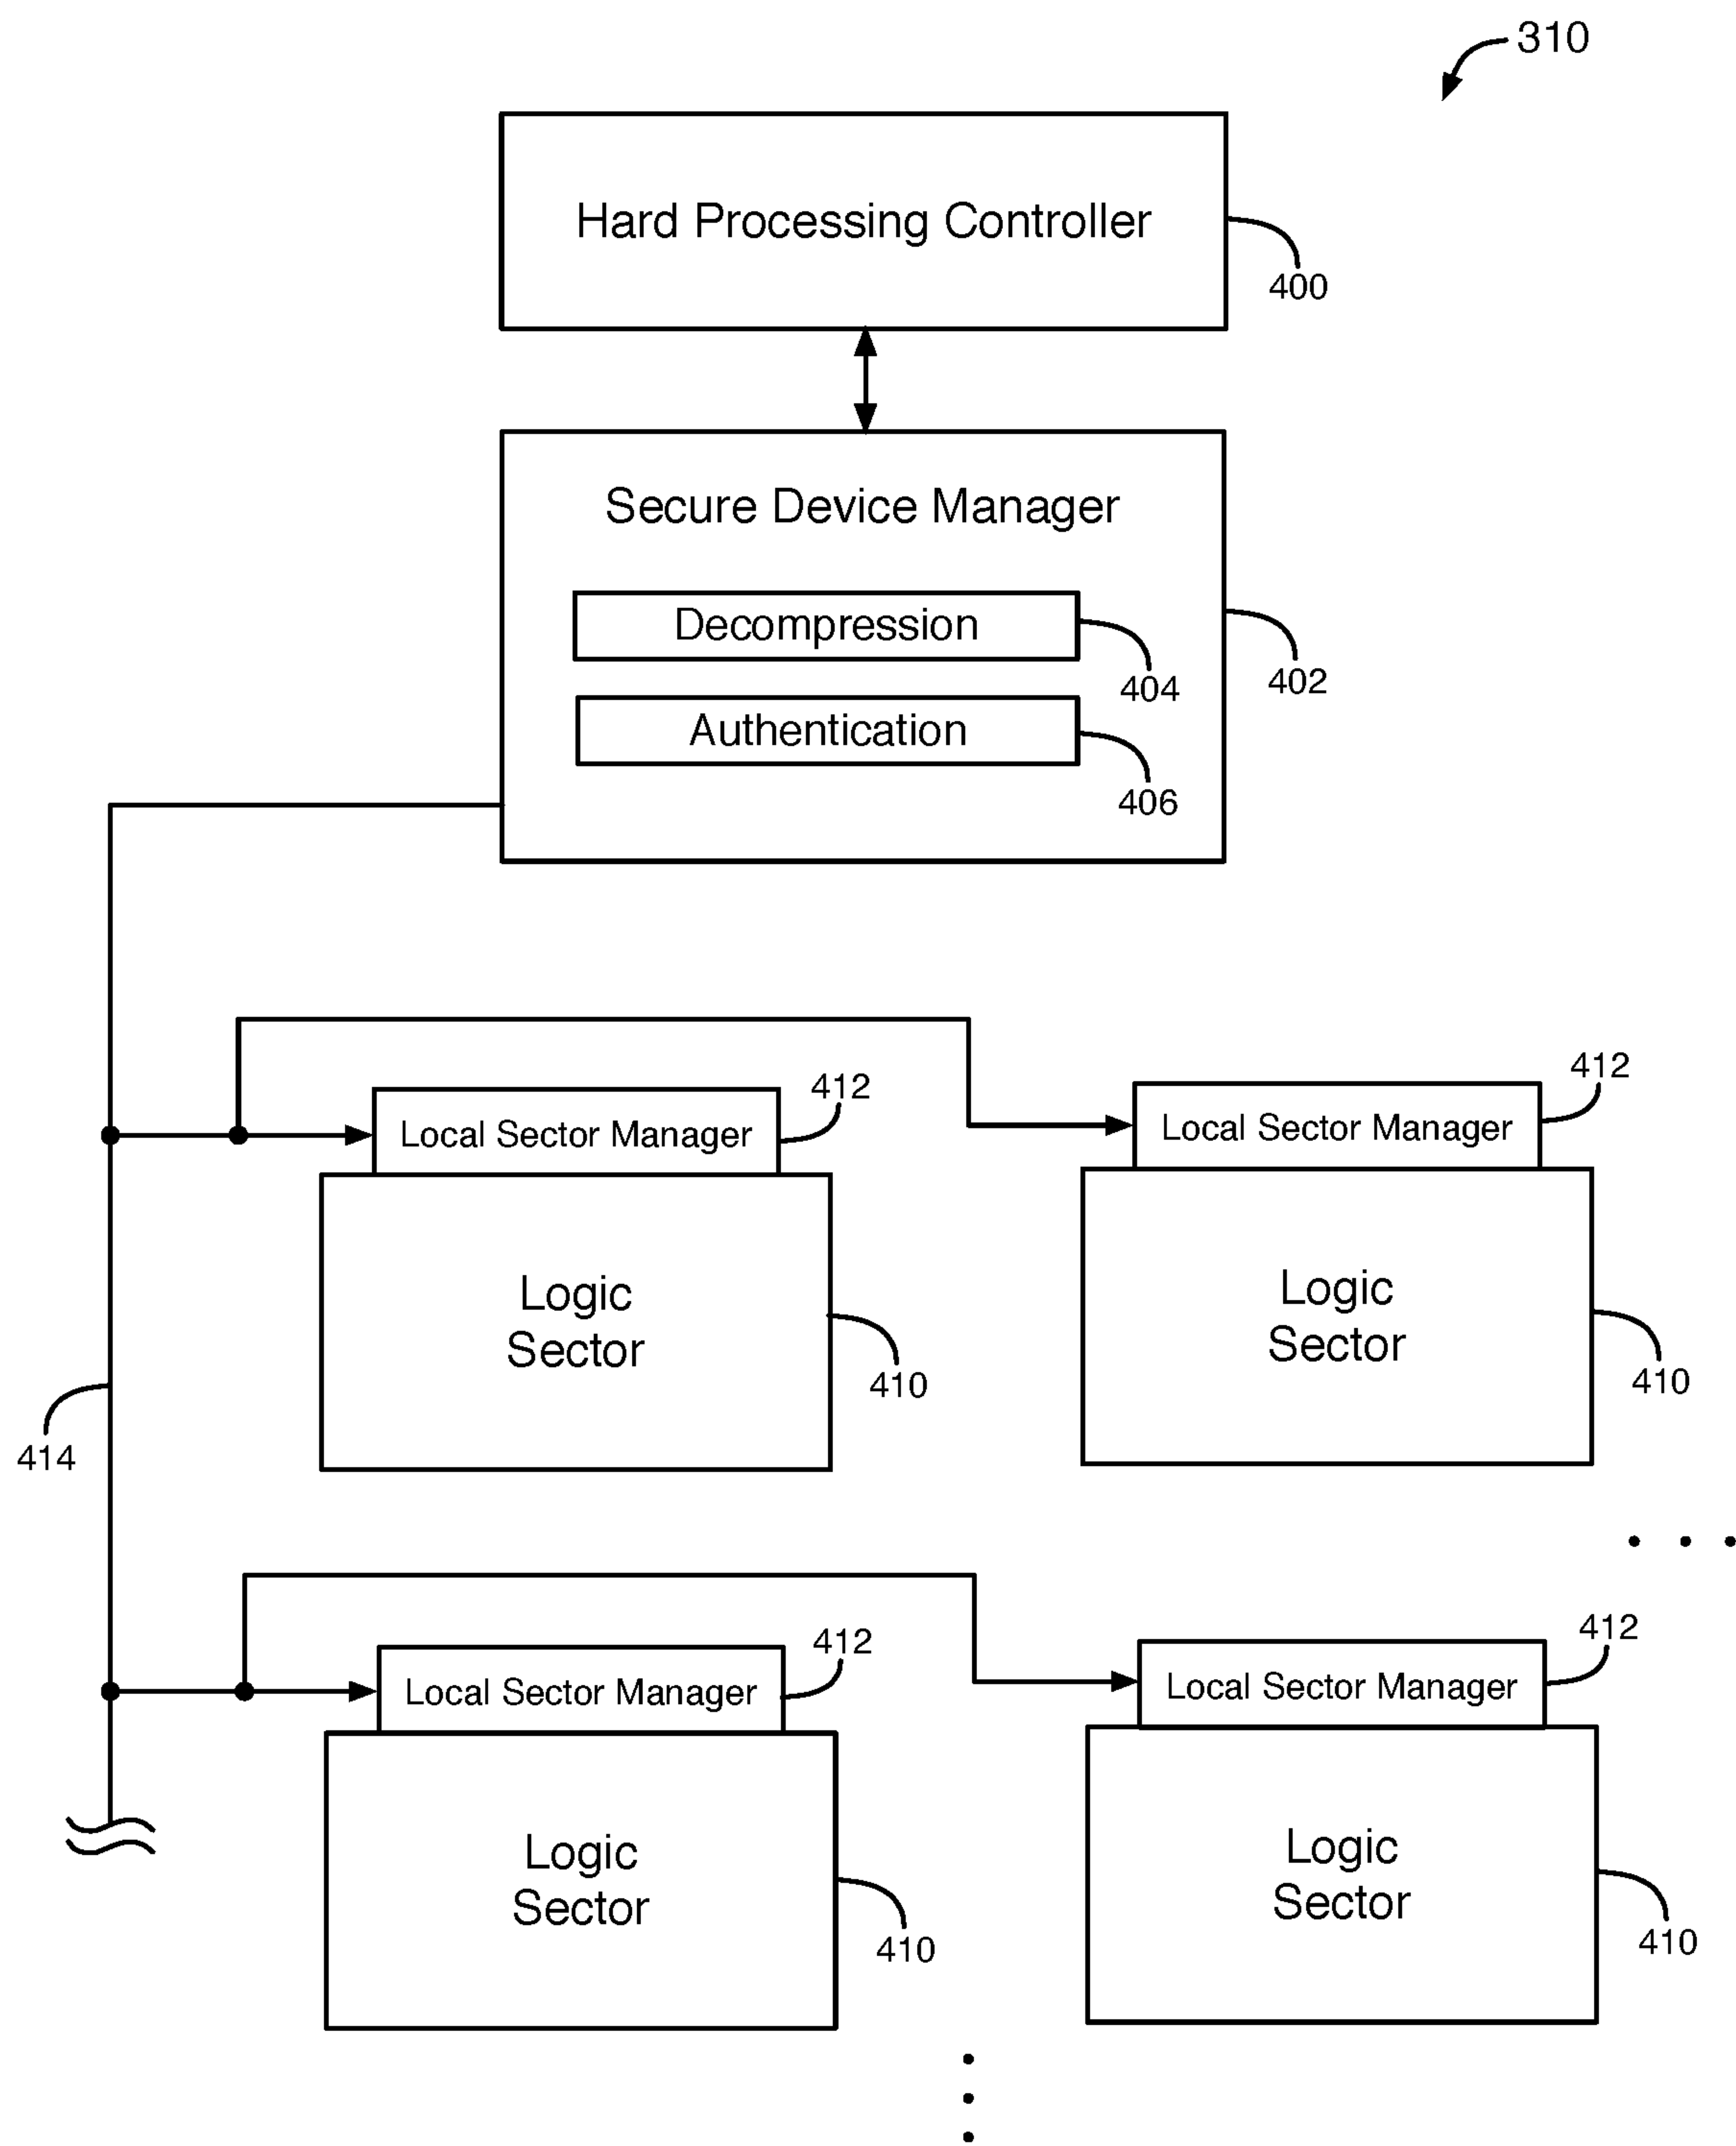 310
Hard Processing Controller
400
Secure Device Manager
Decompression
404
402
Authentication
406
412
Local Sector Manager
412
Local Sector Manager
Logic
Sector
410
Logic
Sector
410
414
412
Local Sector Manager
412
Local Sector Manager
Logic
Sector
410
Logic
Sector
410